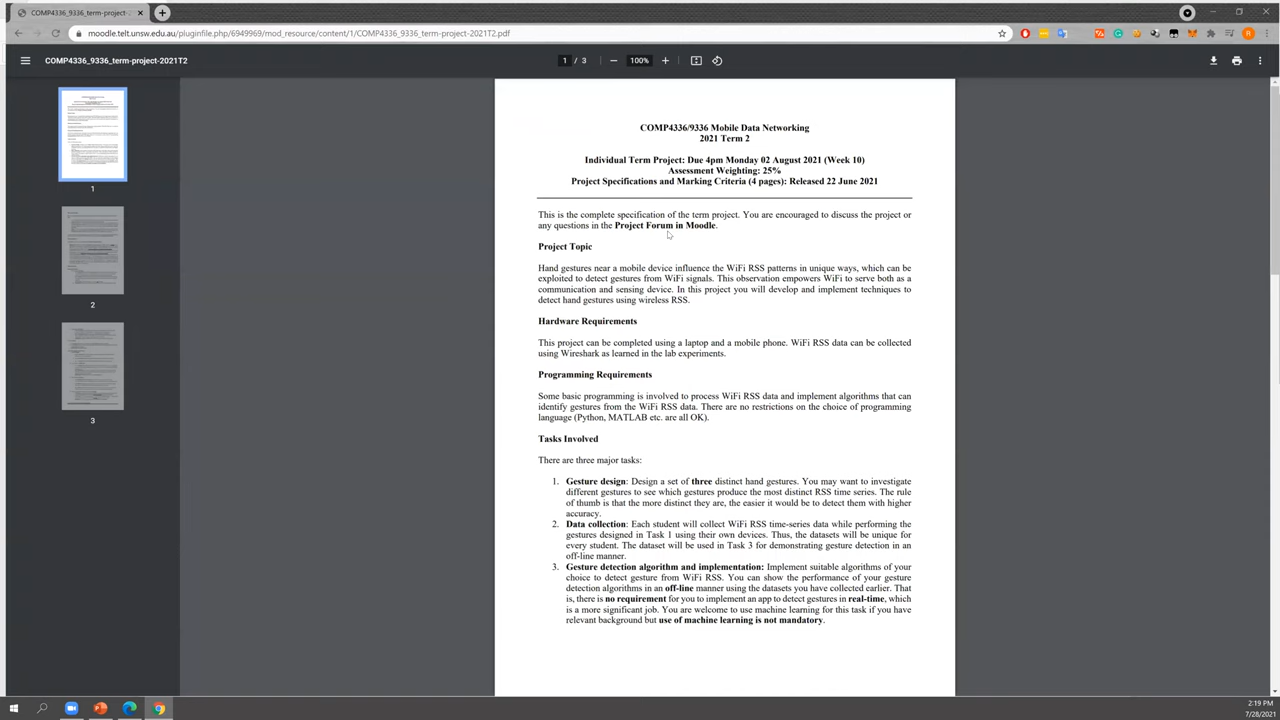 COMP4336_9336_term-project-2021T2.pdf
moodle.telt.unsw.edu.au/pluginfile.php/6949969/mod_resource/content/1/COMP4336_9336_term-project-2021T2.pdf
COMP4336_9336_term-project-2021T2
1 / 3
100%
COMP4336/9336 Mobile Data Networking
2021 Term 2
Individual Term Project: Due 4pm Monday 02 August 2021 (Week 10)
Assessment Weighting: 25%
Project Specifications and Marking Criteria (4 pages): Released 22 June 2021
This is the complete specification of the term project. You are encouraged to discuss the project or
any questions in the Project Forum in Moodle.
Project Topic
Hand gestures near a mobile device influence the WiFi RSS patterns in unique ways, which can be
exploited to detect gestures from WiFi signals. This observation empowers WiFi to serve both as a
communication and sensing device. In this project you will develop and implement techniques to
detect hand gestures using wireless RSS.
Hardware Requirements
This project can be completed using a laptop and a mobile phone. WiFi RSS data can be collected
using Wireshark as learned in the lab experiments.
Programming Requirements
Some basic programming is involved to process WiFi RSS data and implement algorithms that can
identify gestures from the WiFi RSS data. There are no restrictions on the choice of programming
language (Python, MATLAB etc. are all OK).
Tasks Involved
There are three major tasks:
1. Gesture design: Design a set of three distinct hand gestures. You may want to investigate
different gestures to see which gestures produce the most distinct RSS time series. The rule
of thumb is that the more distinct they are, the easier it would be to detect them with higher
accuracy.
2. Data collection: Each student will collect WiFi RSS time-series data while performing the
gestures designed in Task 1 using their own devices. Thus, the datasets will be unique for
every student. The dataset will be used in Task 3 for demonstrating gesture detection in an
off-line manner.
3. Gesture detection algorithm and implementation: Implement suitable algorithms of your
choice to detect gesture from WiFi RSS. You can show the performance of your gesture
detection algorithms in an off-line manner using the datasets you have collected earlier. That
is, there is no requirement for you to implement an app to detect gestures in real-time, which
is a more significant job. You are welcome to use machine learning for this task if you have
relevant background but use of machine learning is not mandatory.
1
2
3
2:19 PM
7/28/2021